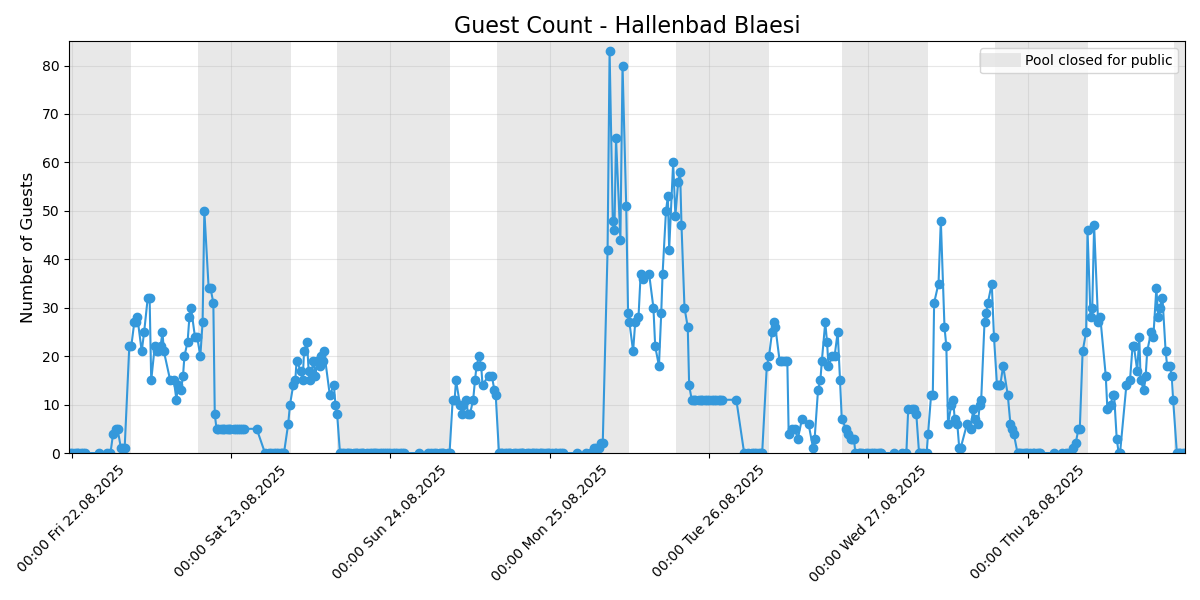 Guest Count - Hallenbad Blaesi
Pool closed for public
Number of Guests
80
70
60
50
40
30
20
10
0
00:00 Fri 22.08.2025
00:00 Sat 23.08.2025
00:00 Sun 24.08.2025
00:00 Mon 25.08.2025
00:00 Tue 26.08.2025
00:00 Wed 27.08.2025
00:00 Thu 28.08.2025